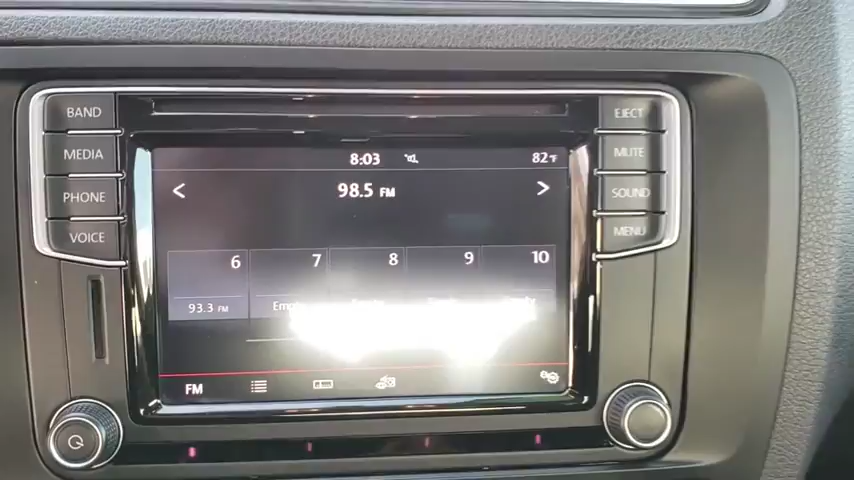 BAND
MEDIA
PHONE
VOICE
EJECT
MUTE
SOUND
MENU
8:03 82°F
< 98.5 FM >
6 7 8 9 10
93.3 FM Empty
FM